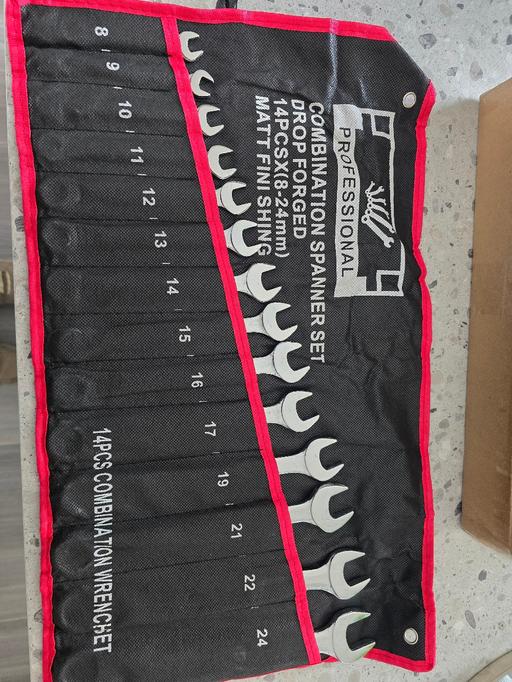 PROFESSIONAL
COMBINATION SPANNER SET
DROP FORGED
14PCSX(8-24mm)
MATT FINI SHING
8
9
10
11
12
13
14
15
16
17
19
21
22
24
14PCS COMBINATION WRENCHET